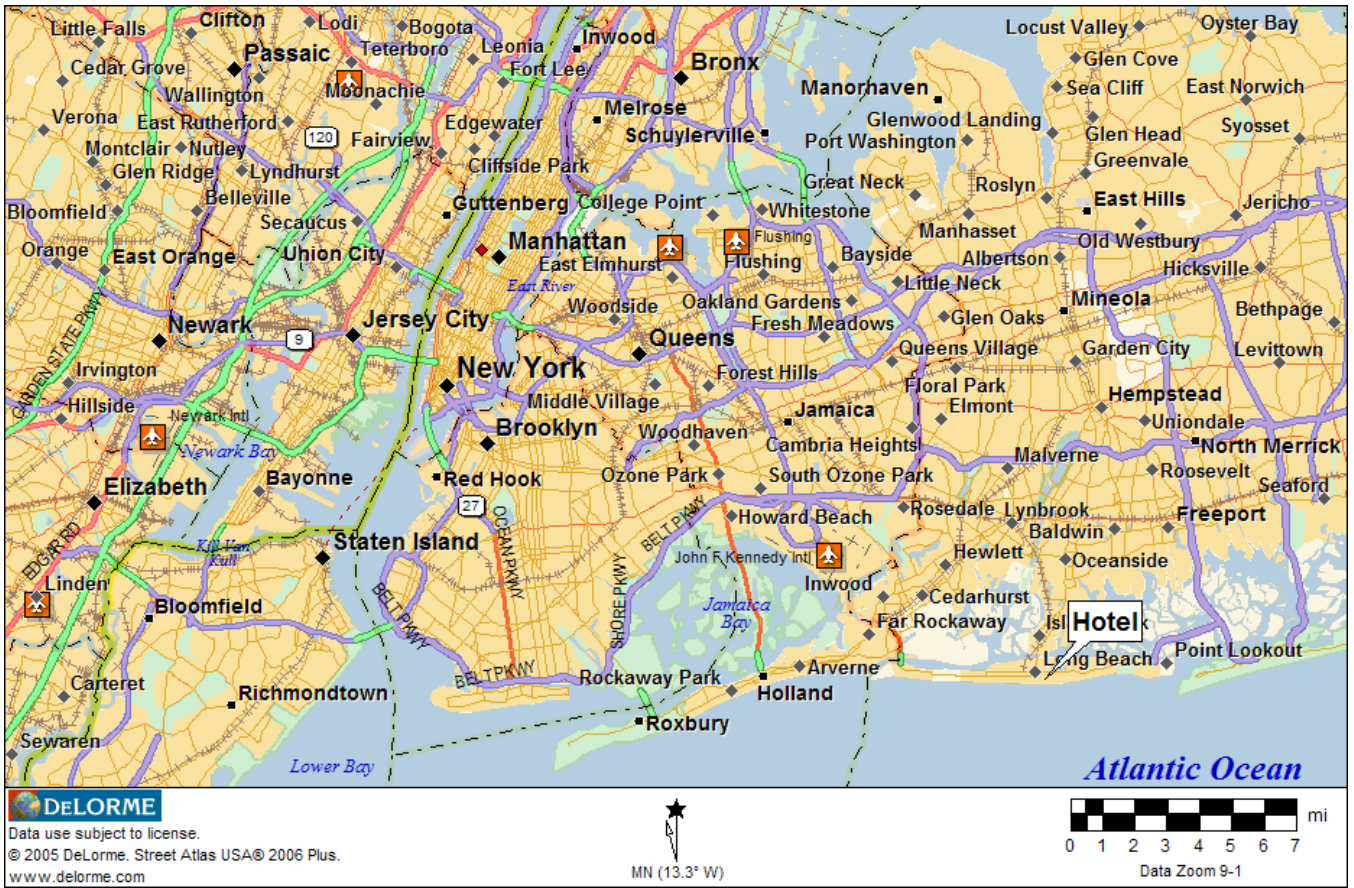 Little Falls
Clifton
Lodi
Bogota
Teterboro
Leonia
Inwood
Locust Valley
Oyster Bay
Passaic
Cedar Grove
Fort Lee
Bronx
Glen Cove
Wallington
Moonachie
Manorhaven
Sea Cliff
East Norwich
Verona
East Rutherford
120
Fairview
Edgewater
Melrose
Schuylerville
Glenwood Landing
Port Washington
Glen Head
Syosset
Montclair
Nutley
Glen Ridge
Lyndhurst
Cliffside Park
Greenvale
Belleville
Great Neck
Roslyn
Bloomfield
Secaucus
Guttenberg
College Point
Whitestone
East Hills
Jericho
Orange
East Orange
Union City
Manhattan
East Elmhurst
Flushing
Flushing
Bayside
Manhasset
Albertson
Old Westbury
Hicksville
East River
Little Neck
GARDEN STATE PKWY
Newark
9
Jersey City
Woodside
Oakland Gardens
Fresh Meadows
Glen Oaks
Mineola
Bethpage
Queens
Irvington
New York
Forest Hills
Queens Village
Garden City
Levittown
Hillside
Newark Intl
Middle Village
Floral Park
Elmont
Hempstead
Uniondale
Newark Bay
Brooklyn
Jamaica
Woodhaven
Cambria Heights
Malverne
North Merrick
Elizabeth
Bayonne
Red Hook
Ozone Park
South Ozone Park
Roosevelt
Seaford
27
OCEAN PKWY
BELT PKWY
Howard Beach
Rosedale
Lynbrook
Baldwin
Freeport
EDGAR RD
Kill Van
Kull
Staten Island
John F Kennedy Intl
Inwood
Hewlett
Oceanside
Linden
Bloomfield
BELT PKWY
SHORE PKWY
Jamaica
Bay
Cedarhurst
Far Rockaway
Hotel
Long Beach
Point Lookout
Carteret
Richmondtown
BELT PKWY
Rockaway Park
Arverne
Holland
Roxbury
Sewaren
Lower Bay
Atlantic Ocean
DELORME
Data use subject to license.
© 2005 DeLorme. Street Atlas USA® 2006 Plus.
www.delorme.com
MN (13.3° W)
mi
0 1 2 3 4 5 6 7
Data Zoom 9-1